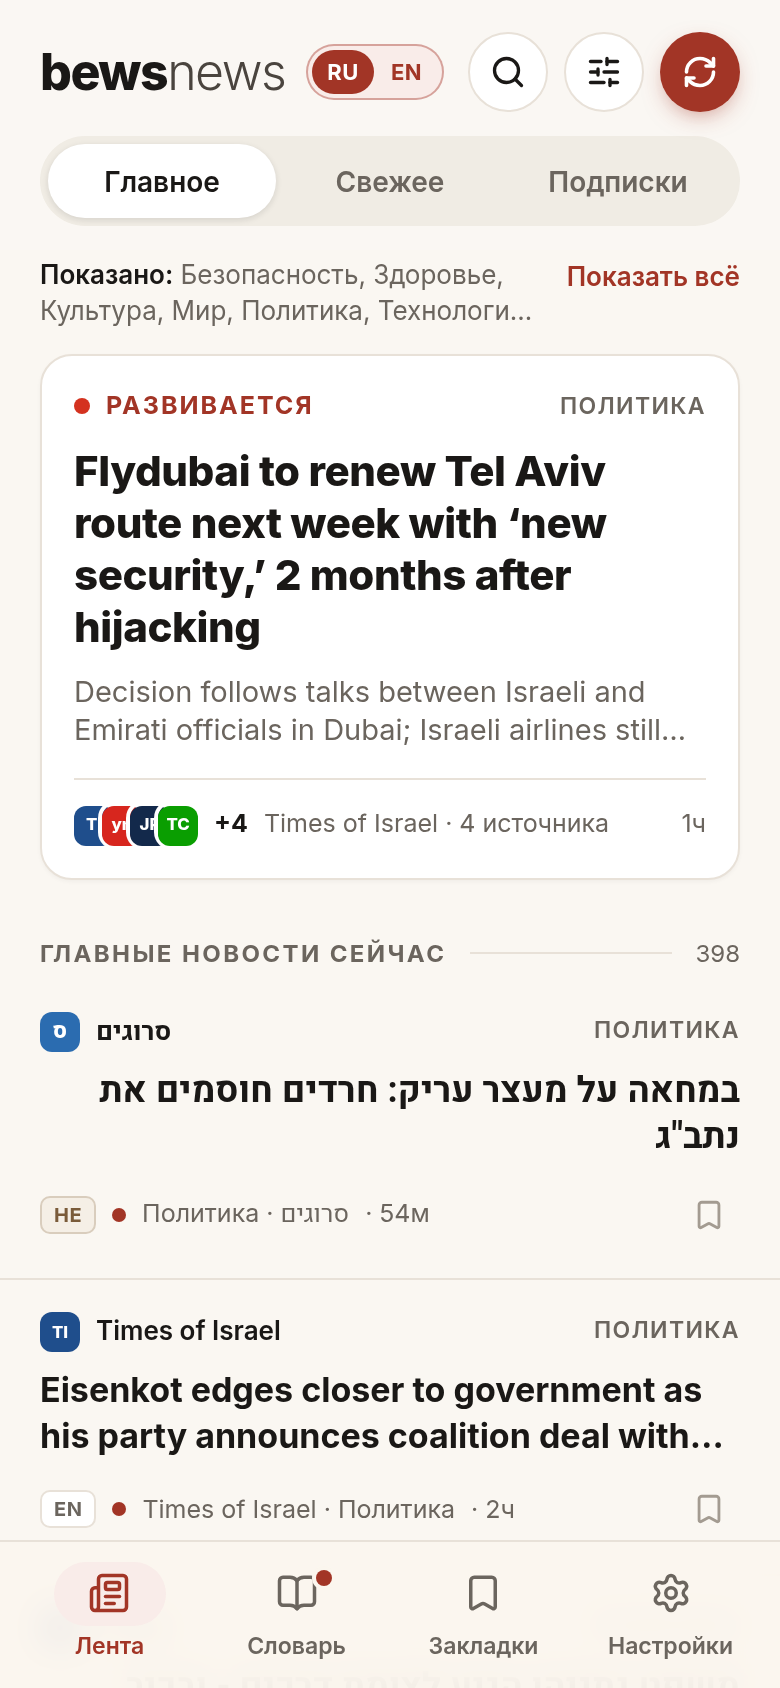 bewsnews RU EN
Главное Свежее Подписки
Показано: Безопасность, Здоровье, Показать всё
Культура, Мир, Политика, Технологи...
РАЗВИВАЕТСЯ ПОЛИТИКА
Flydubai to renew Tel Aviv
route next week with ‘new
security,’ 2 months after
hijacking
Decision follows talks between Israeli and
Emirati officials in Dubai; Israeli airlines still...
TC +4 Times of Israel · 4 источника 1ч
ГЛАВНЫЕ НОВОСТИ СЕЙЧАС 398
ס סרוגים ПОЛИТИКА
במחאה על מעצר עריק: חרדים חוסמים את
נתב"ג
HE Политика · סרוגים · 54м
TI Times of Israel ПОЛИТИКА
Eisenkot edges closer to government as
his party announces coalition deal with...
EN Times of Israel · Политика · 2ч
Лента Словарь Закладки Настройки